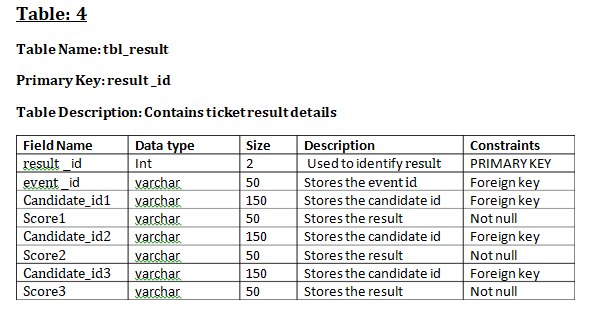 Table: 4
Table Name: tbl_result
Primary Key: result _id
Table Description: Contains ticket result details
Field Name Data type Size Description Constraints
result _id Int 2 Used to identify result PRIMARY KEY
event _id varchar 50 Stores the event id Foreign key
Candidate_id1 varchar 150 Stores the candidate id Foreign key
Score1 varchar 50 Stores the result Not null
Candidate_id2 varchar 150 Stores the candidate id Foreign key
Score2 varchar 50 Stores the result Not null
Candidate_id3 varchar 150 Stores the candidate id Foreign key
Score3 varchar 50 Stores the result Not null